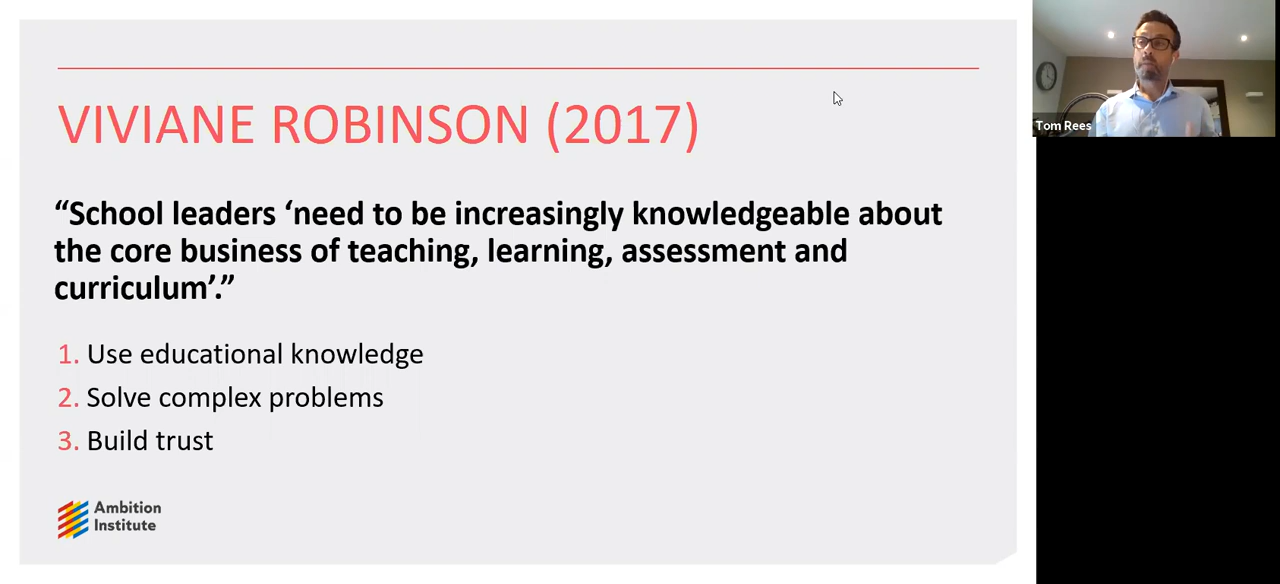 VIVIANE ROBINSON (2017)
“School leaders ‘need to be increasingly knowledgeable about
the core business of teaching, learning, assessment and
curriculum’.”
1. Use educational knowledge
2. Solve complex problems
3. Build trust
Ambition
Institute
Tom Rees